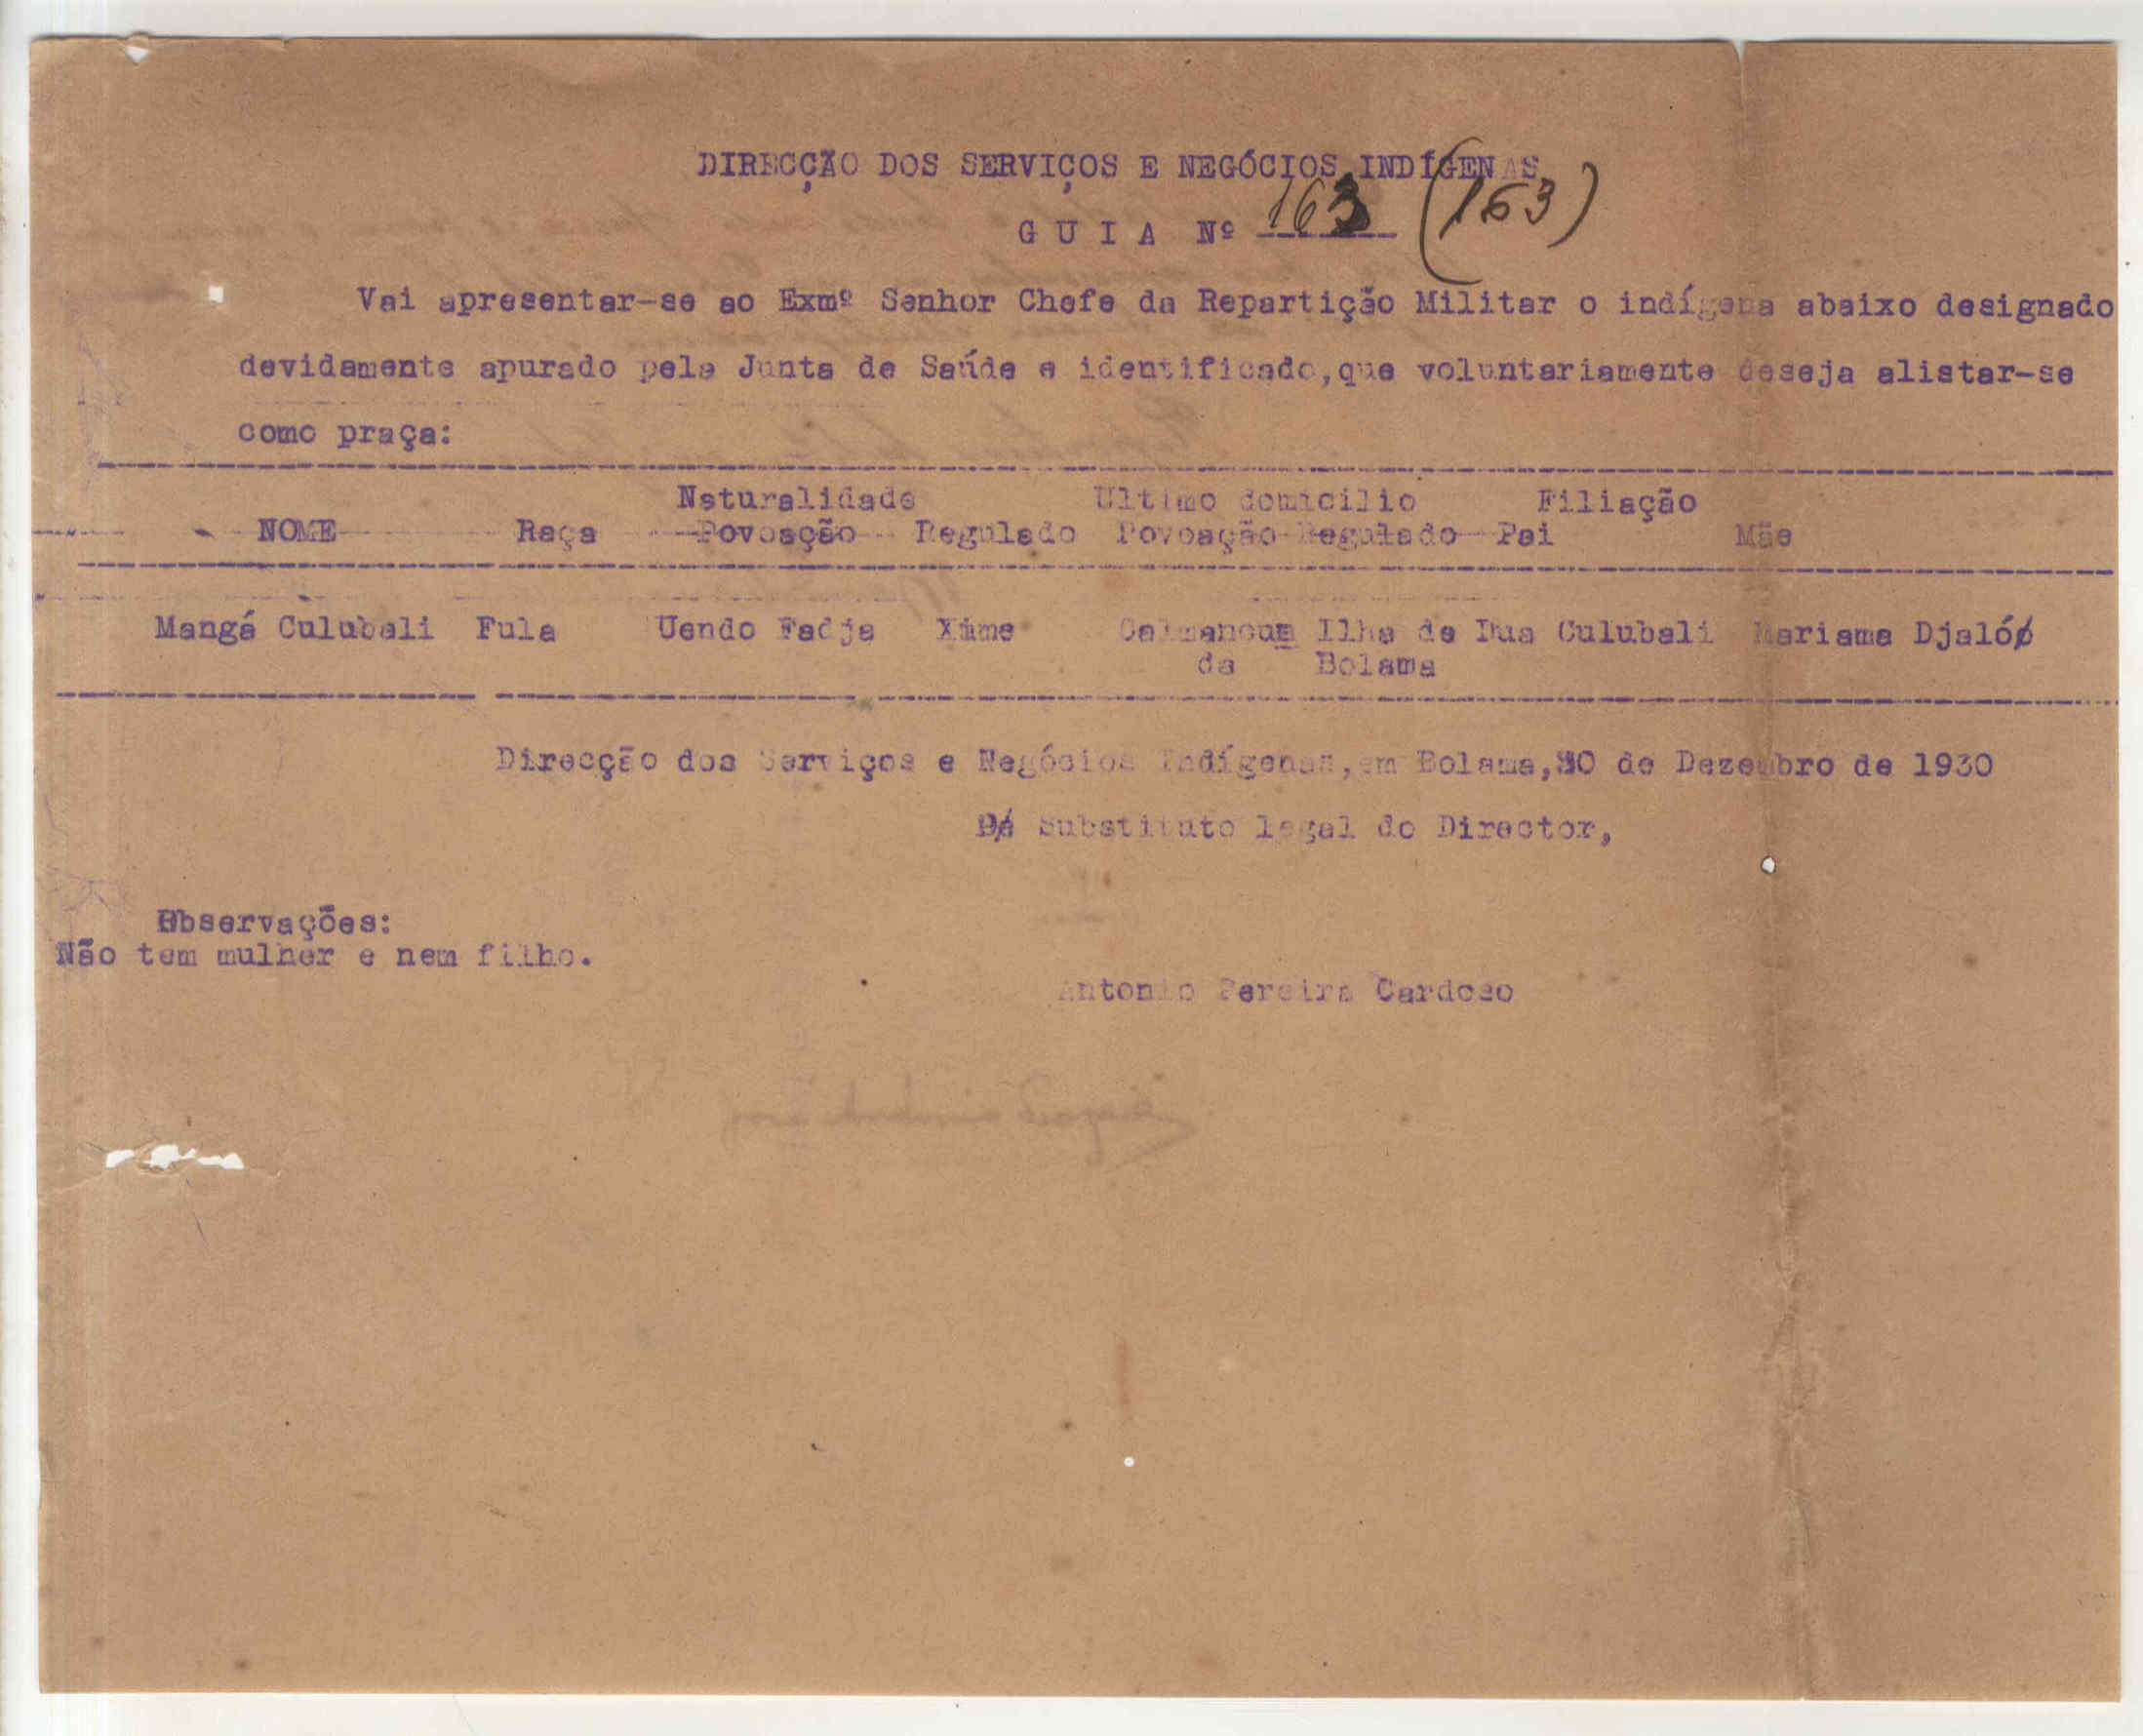 DIRECÇÃO DOS SERVIÇOS E NEGÓCIOS INDÍGENAS
GUIA Nº 163 (163)
Vai apresentar-se ao Exmº Senhor Chefe da Repartição Militar o indígena abaixo designado
devidamente apurado pela Junta de Saúde e identificado, que voluntariamente deseja alistar-se
como praça:
Naturalidade Ultimo domicilio Filiação
NOME Raça Povoação Regulado Povoação Regulado Pai Mãe
Mangá Culubali Fula Uendo Fadja Xime Ilha de Culubali Mariama Djaló
da Bolama
Direcção dos Serviços e Negócios Indígenas, em Bolama, de Dezembro de 1930
Substituto legal do Director,
Observações:
Não tem mulher e nem filho.
Antonio Pereira Cardoso